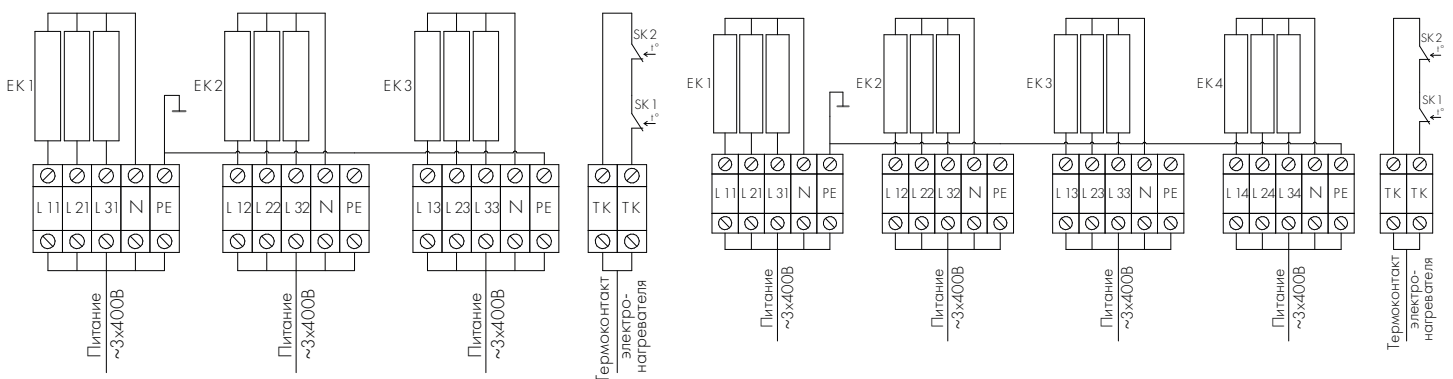 EK1
EK2
EK3
SK2
t°
SK1
t°
L 11 L 21 L 31 N PE
L 12 L 22 L 32 N PE
L 13 L 23 L 33 N PE
TK TK
Питание
~3x400В
Питание
~3x400В
Питание
~3x400В
Термоконтакт
электро-
нагревателя
EK1
EK2
EK3
EK4
SK2
t°
SK1
t°
L 11 L 21 L 31 N PE
L 12 L 22 L 32 N PE
L 13 L 23 L 33 N PE
L 14 L 24 L 34 N PE
TK TK
Питание
~3x400В
Питание
~3x400В
Питание
~3x400В
Питание
~3x400В
Термоконтакт
электро-
нагревателя